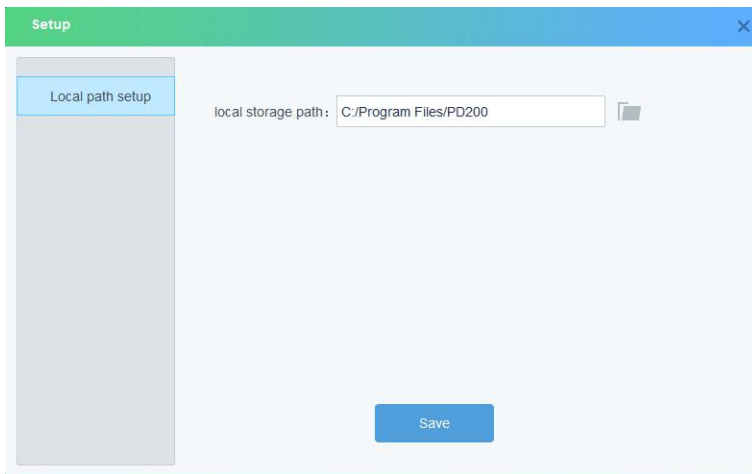 Setup
Local path setup
local storage path： C:/Program Files/PD200
Save